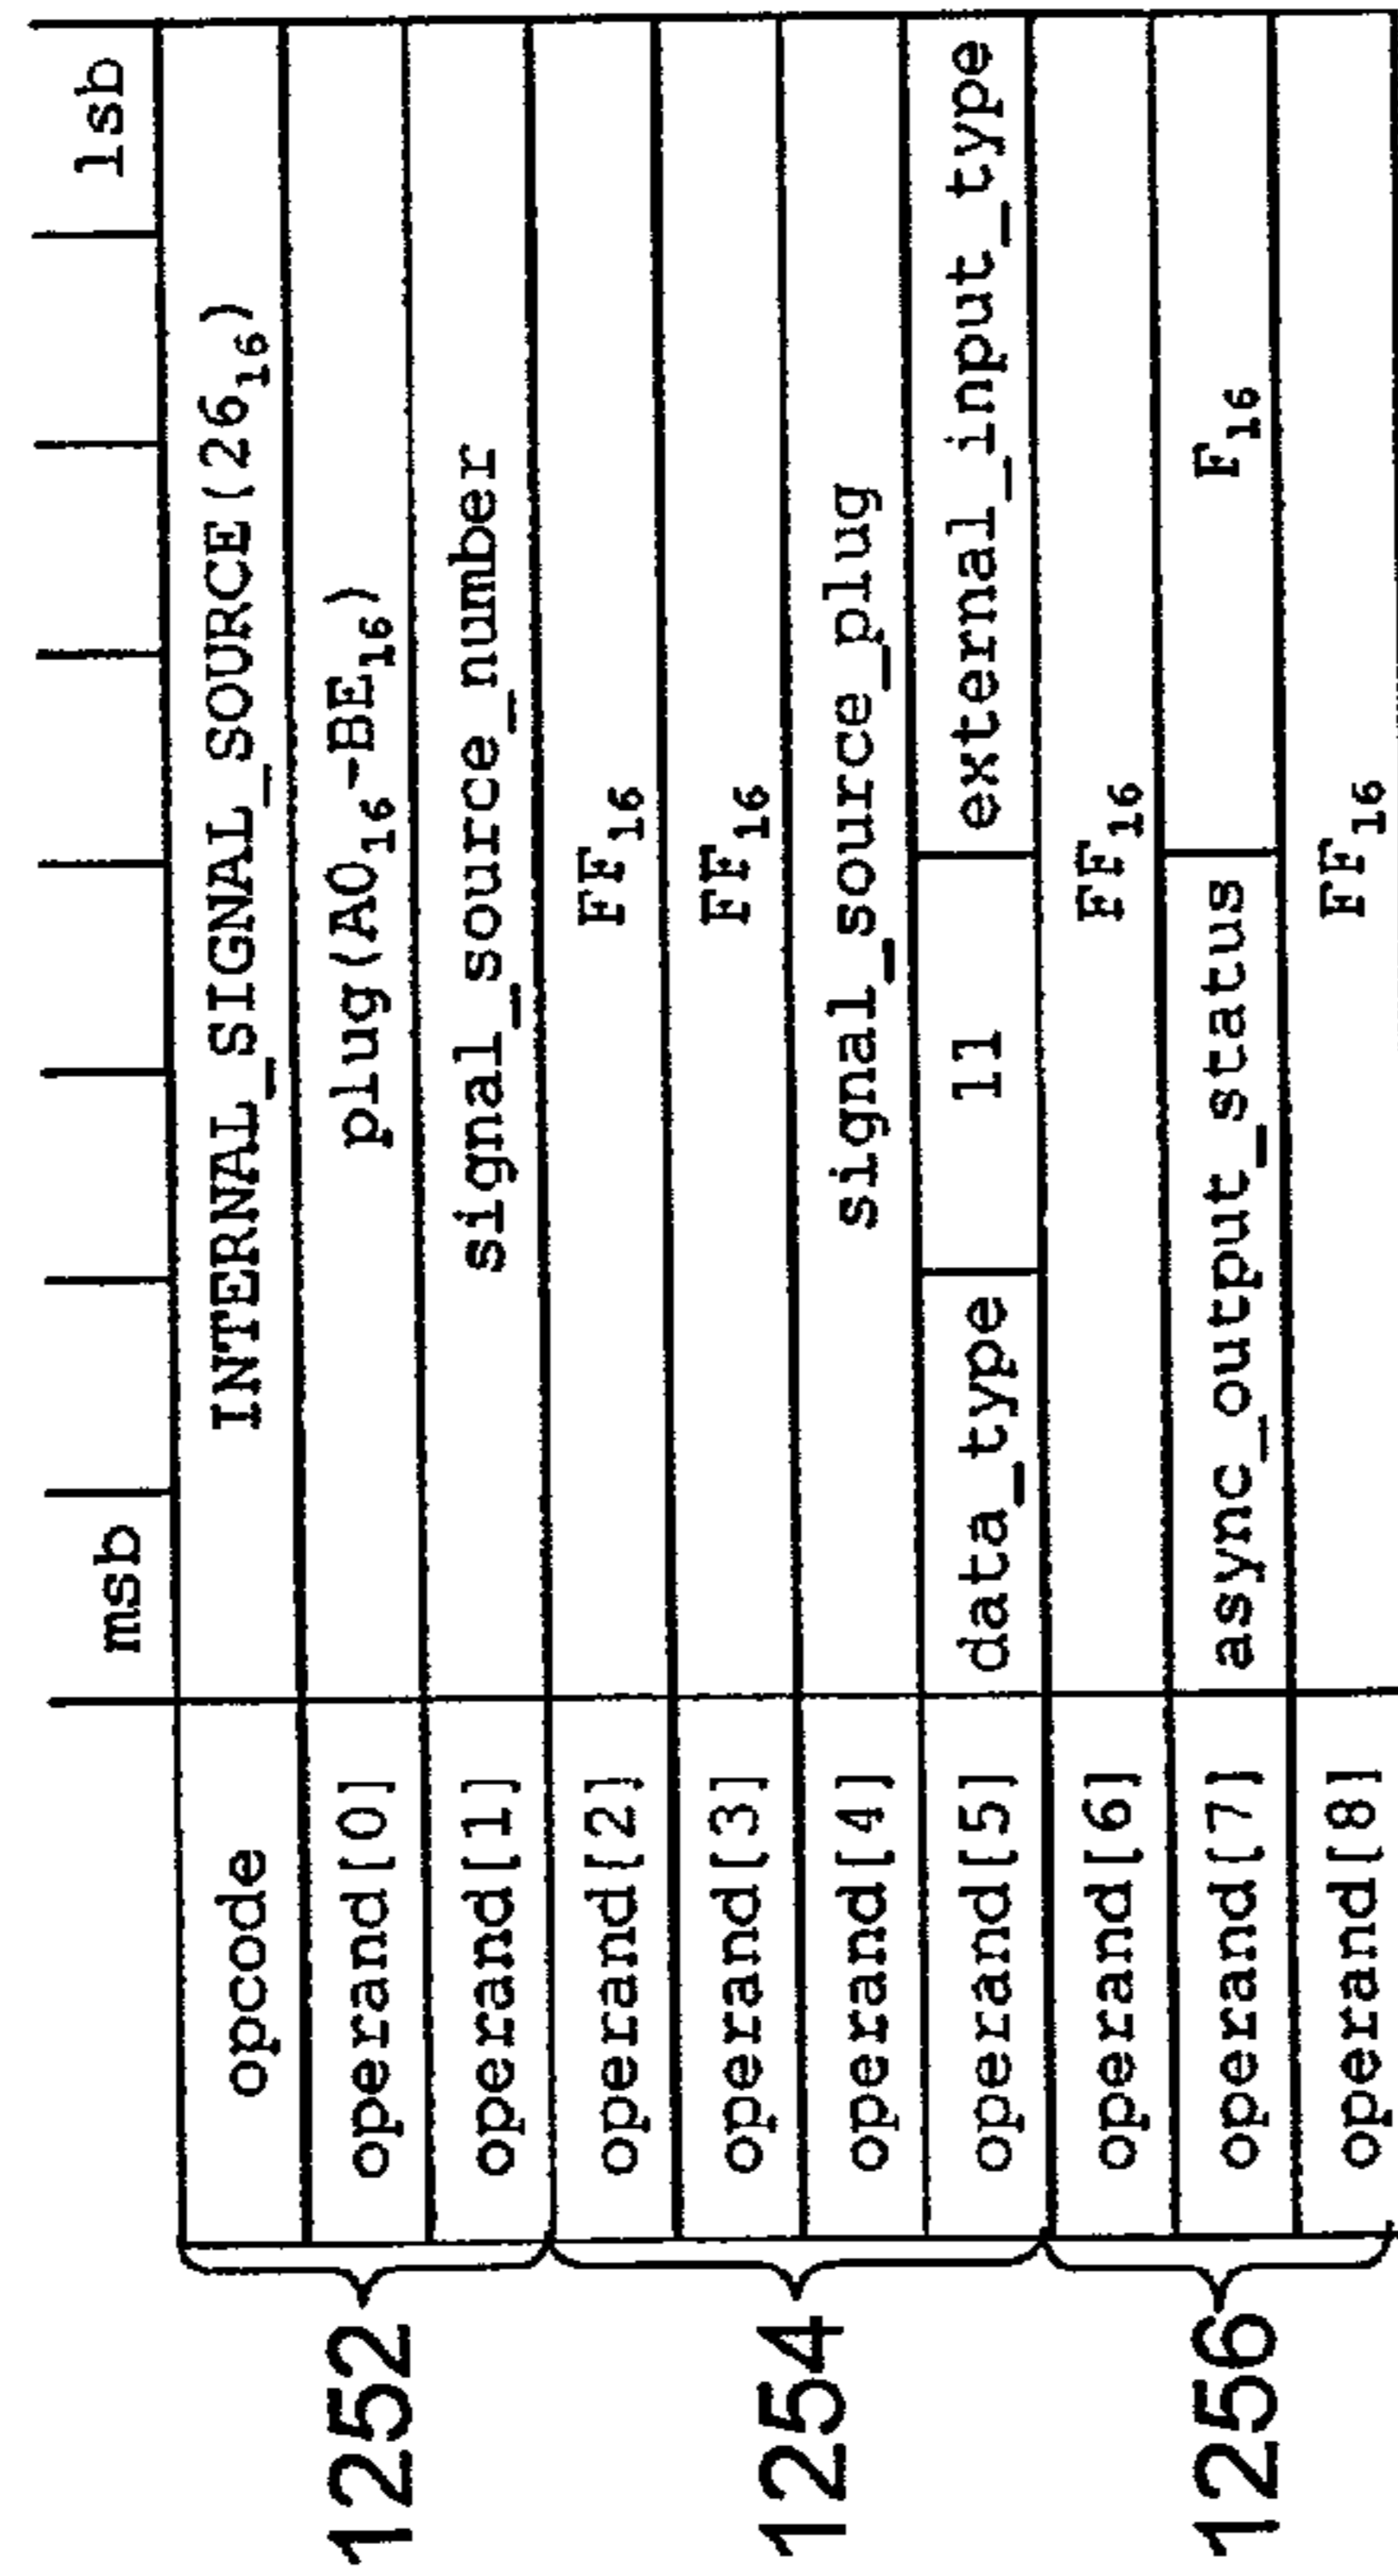 msb lsb
opcode INTERNAL_SIGNAL_SOURCE(26₁₆)
1252 operand[0] plug(A0₁₆-BE₁₆)
operand[1] signal_source_number
operand[2] FF₁₆
operand[3] FF₁₆
1254 operand[4] signal_source_plug
operand[5] data_type 11 external_input_type
operand[6] FF₁₆
1256 operand[7] async_output_status F₁₆
operand[8] FF₁₆